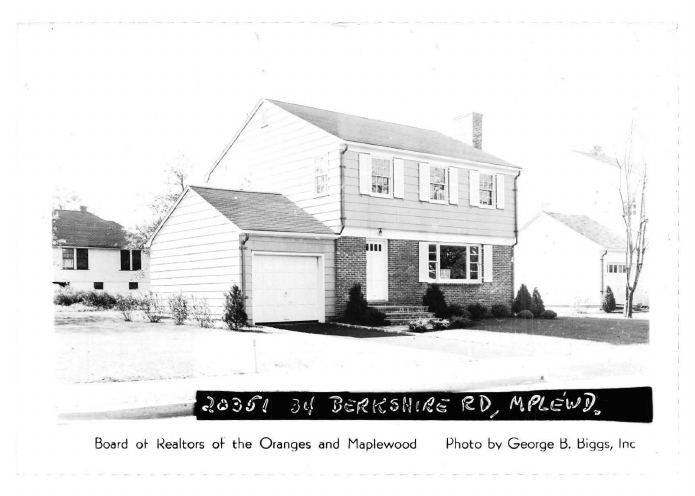 20351 34 BERKSHIRE RD, MPLEWD.
Board of Realtors of the Oranges and Maplewood Photo by George B. Biggs, Inc